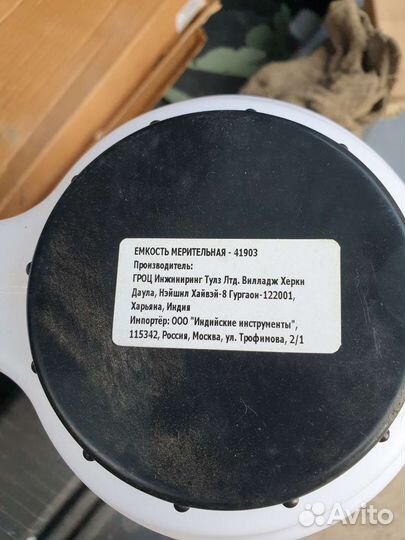 ЕМКОСТЬ МЕРИТЕЛЬНАЯ - 41903
Производитель:
ГРОЦ Инжиниринг Тулз Лтд. Вилладж Херки
Даула, Нэйшил Хайвэй-8 Гургаон-122001,
Харьяна, Индия
Импортёр: ООО "Индийские инструменты",
115342, Россия, Москва, ул. Трофимова, 2/1
Avito